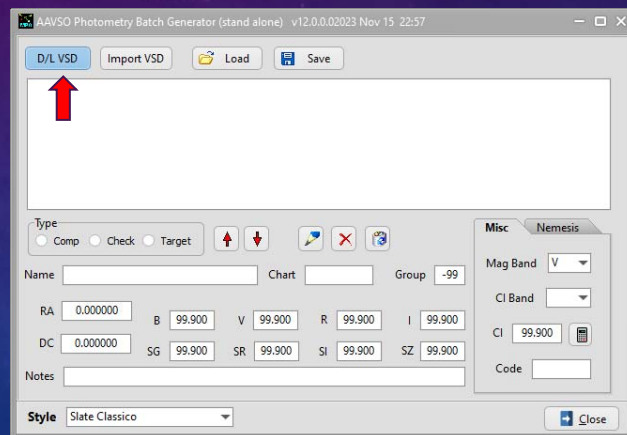 AAVSO Photometry Batch Generator (stand alone) v12.0.0.02023 Nov 15 22:57
D/L VSD Import VSD Load Save
Type
Comp Check Target
Misc Nemesis
Mag Band V
Name Chart Group -99
CI Band
RA 0.000000 B 99.900 V 99.900 R 99.900 I 99.900
CI 99.900
DC 0.000000 SG 99.900 SR 99.900 SI 99.900 SZ 99.900
Code
Notes
Style Slate Classico Close